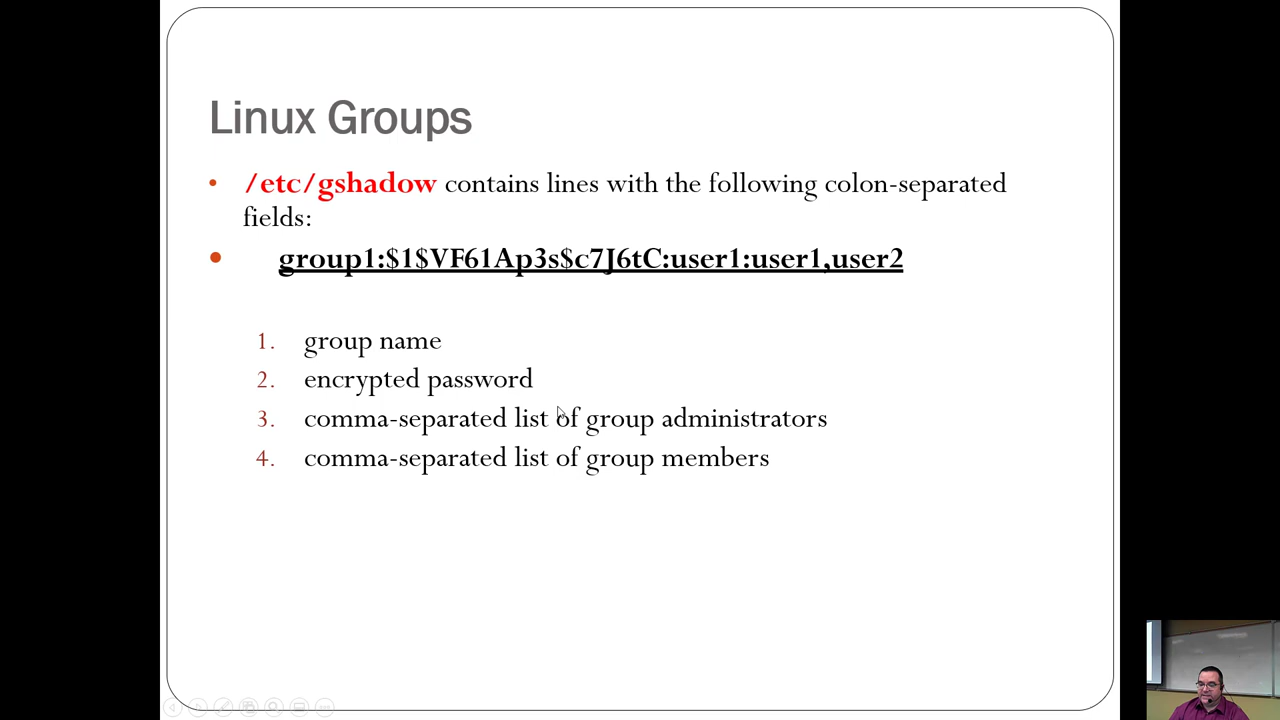 Linux Groups
• /etc/gshadow contains lines with the following colon-separated
fields:
• group1:$1$VF61Ap3s$c7J6tC:user1:user1,user2
1. group name
2. encrypted password
3. comma-separated list of group administrators
4. comma-separated list of group members